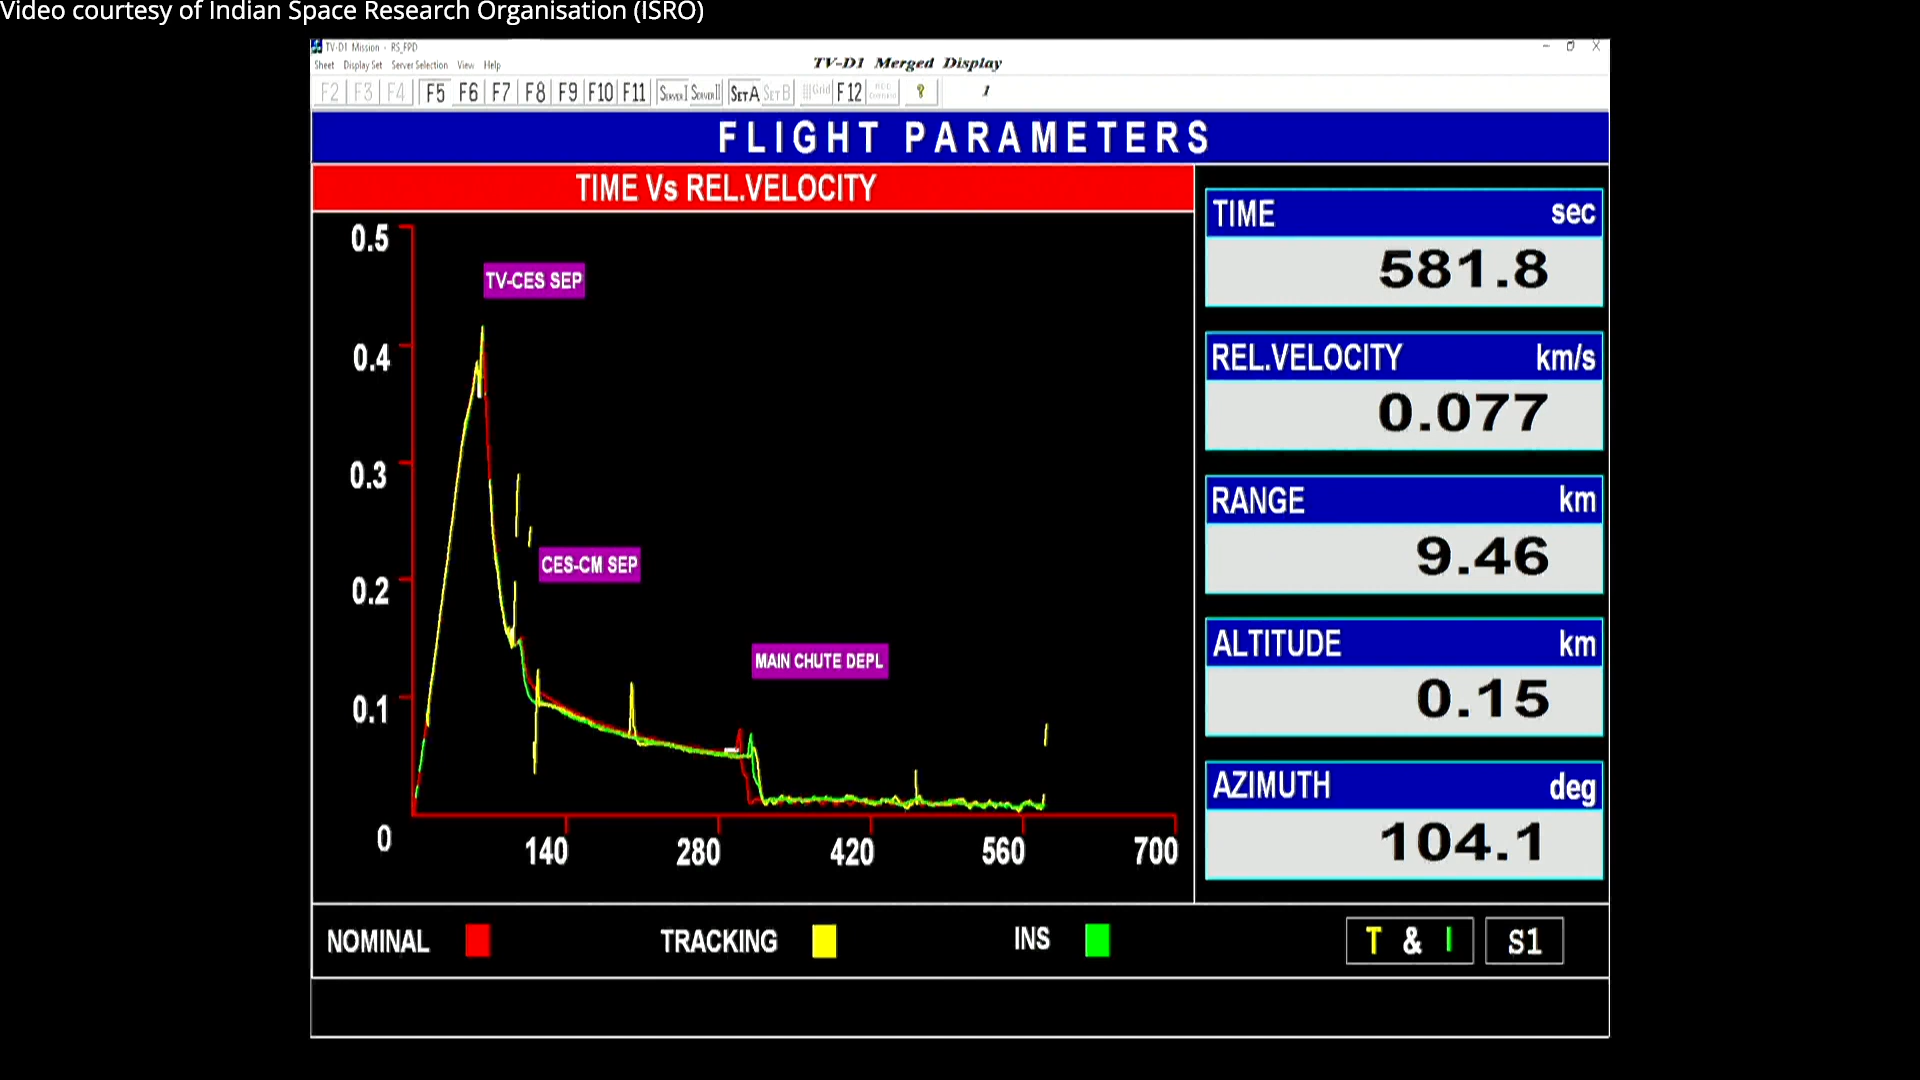 Video courtesy of Indian Space Research Organisation (ISRO)
TV-D1 Mission - RS_FPD
Sheet Display Set Server Selection View Help
TV-D1 Merged Display
F2 F3 F4 F5 F6 F7 F8 F9 F10 F11 SERVERI SERVERII SETA SETB Grid F12 ? 1
FLIGHT PARAMETERS
TIME Vs REL.VELOCITY
0.5
0.4
0.3
0.2
0.1
0
140 280 420 560 700
TV-CES SEP
CES-CM SEP
MAIN CHUTE DEPL
TIME sec
581.8
REL.VELOCITY km/s
0.077
RANGE km
9.46
ALTITUDE km
0.15
AZIMUTH deg
104.1
NOMINAL TRACKING INS T & I S1